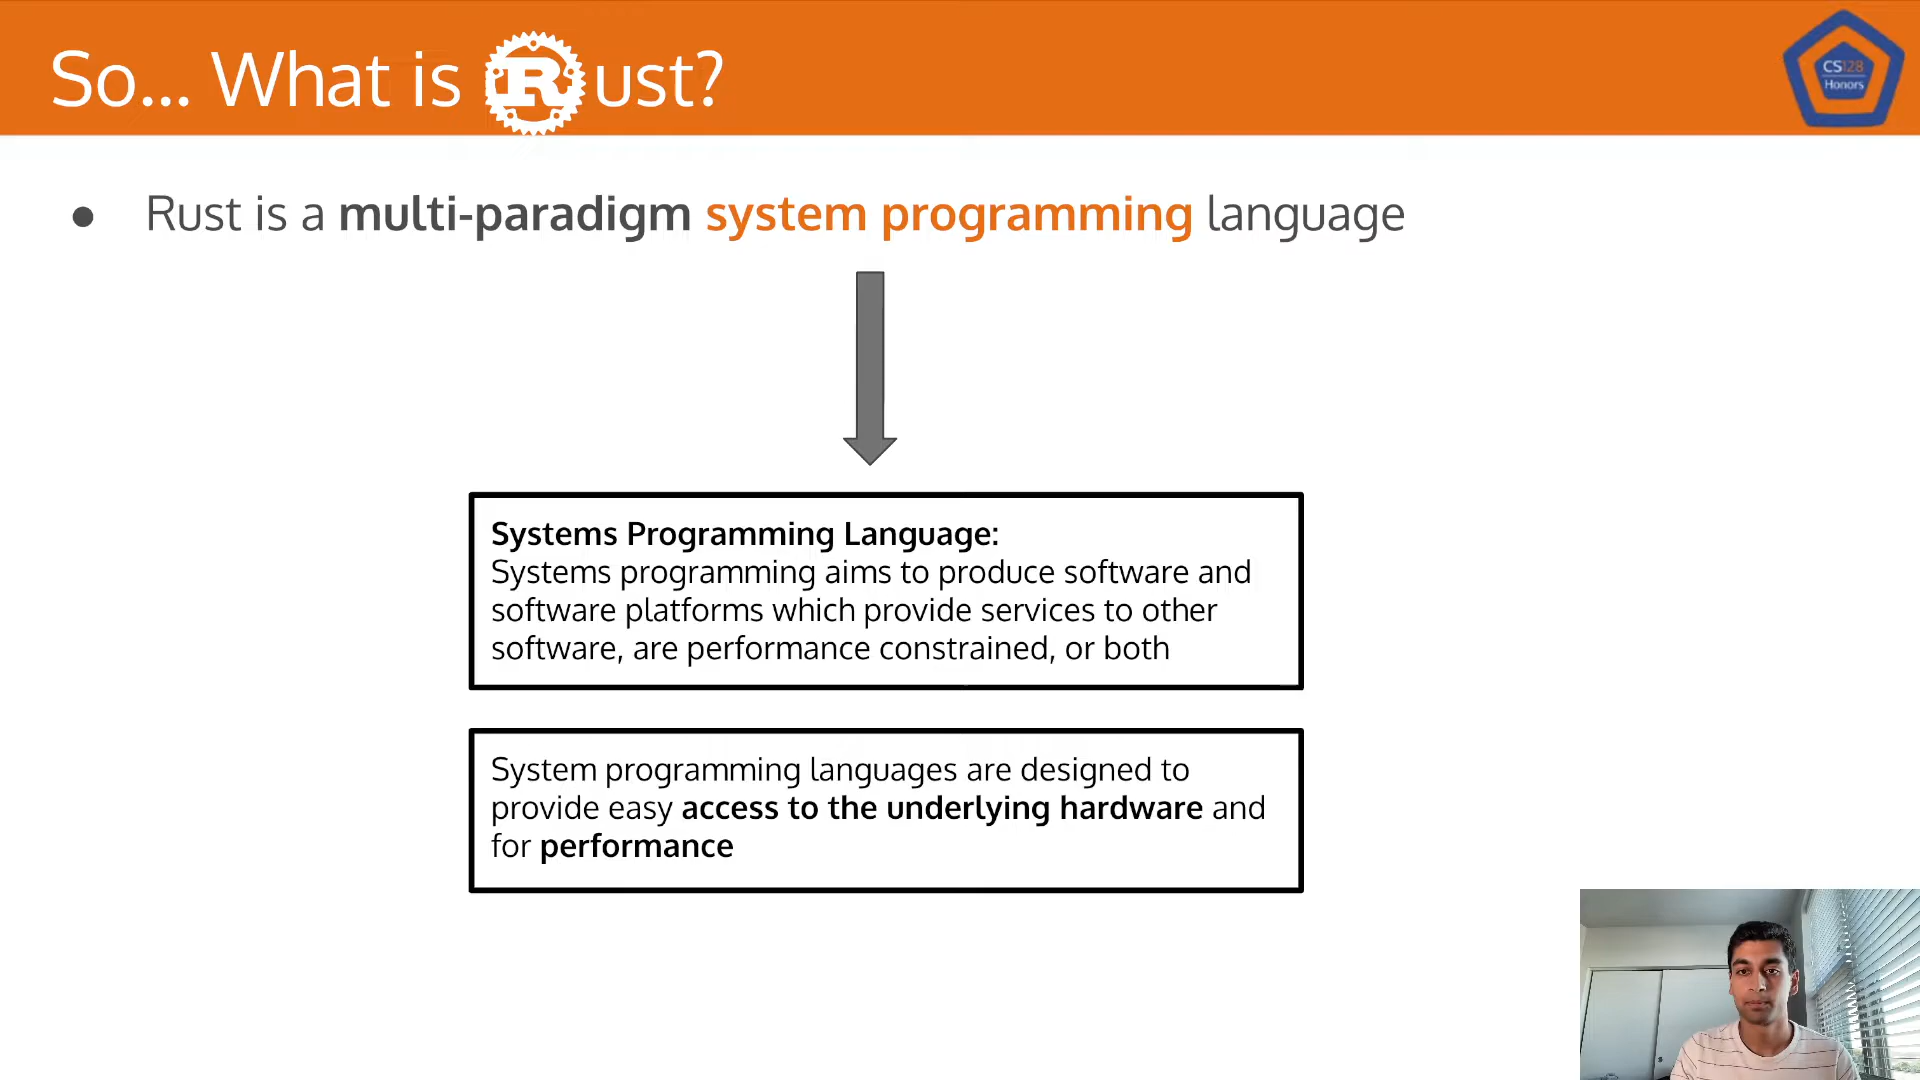 So... What is Rust?
CS128
Honors
● Rust is a multi-paradigm system programming language
Systems Programming Language:
Systems programming aims to produce software and
software platforms which provide services to other
software, are performance constrained, or both
System programming languages are designed to
provide easy access to the underlying hardware and
for performance